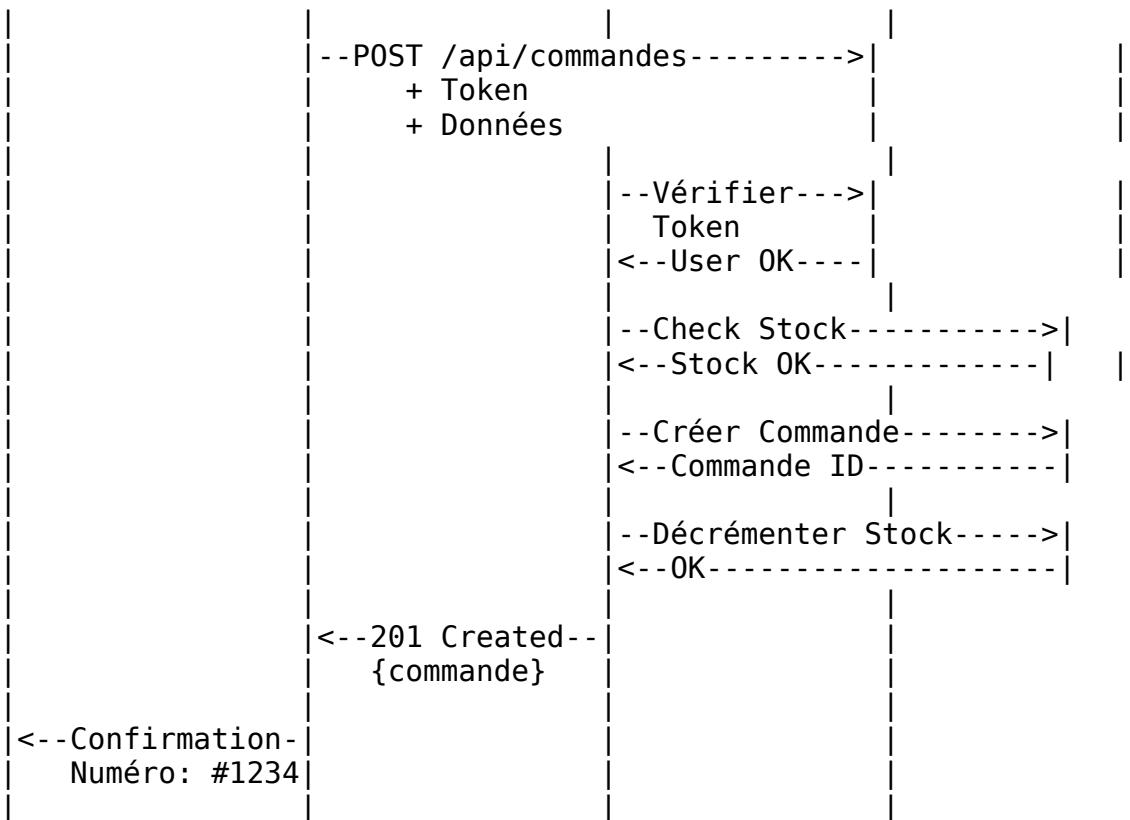 |                |                |               |
|                |--POST /api/commandes--------->|              |
|                |     + Token                   |              |
|                |     + Données                 |              |
|                |                |               |
|                |                |--Vérifier--->|              |
|                |                |  Token       |              |
|                |                |<--User OK----|              |
|                |                |               |
|                |                |--Check Stock----------->|
|                |                |<--Stock OK-------------|   |
|                |                |               |
|                |                |--Créer Commande-------->|
|                |                |<--Commande ID-----------|
|                |                |               |
|                |                |--Décrémenter Stock----->|
|                |                |<--OK--------------------|
|                |                |               |
|                |<--201 Created--|               |
|                |   {commande}   |               |
|                |                |               |
|<--Confirmation-|                |               |
|   Numéro: #1234|                |               |
|                |                |               |